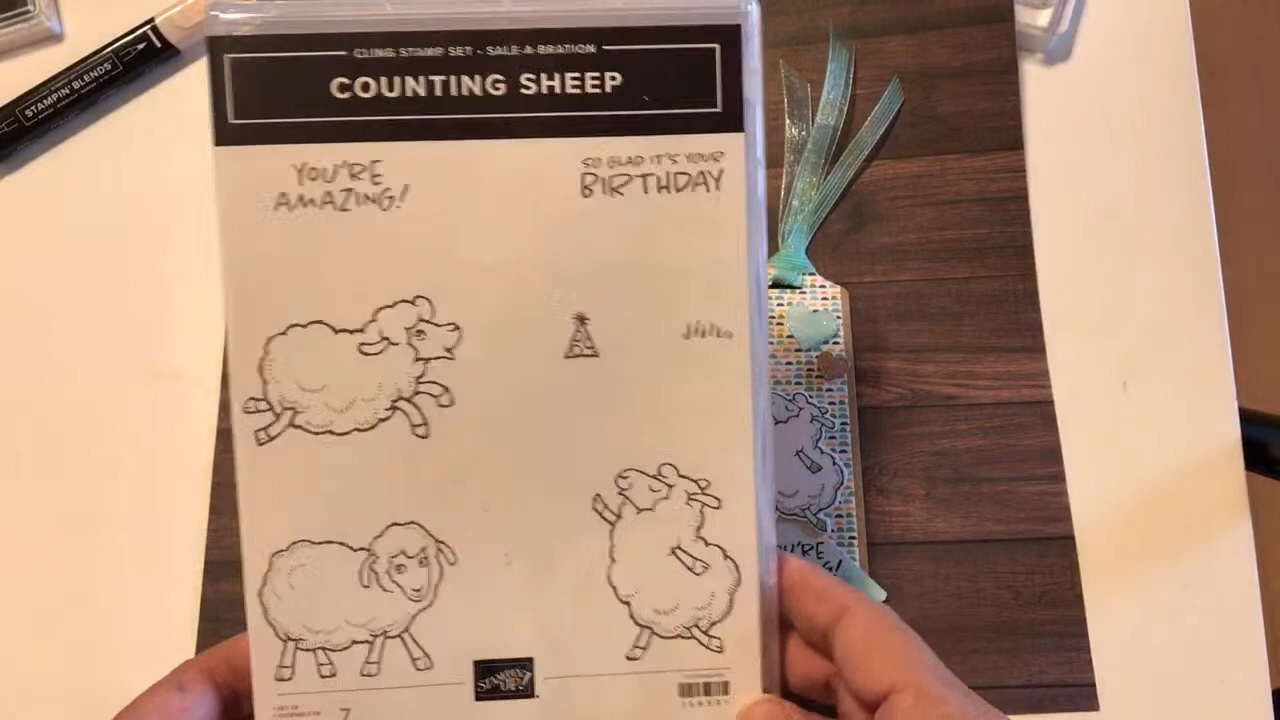 CLING STAMP SET - SALE-A-BRATION
COUNTING SHEEP
YOU'RE
AMAZING!
SO GLAD IT'S YOUR
BIRTHDAY
STAMPIN' BLENDS
STAMPIN'
UP!
7